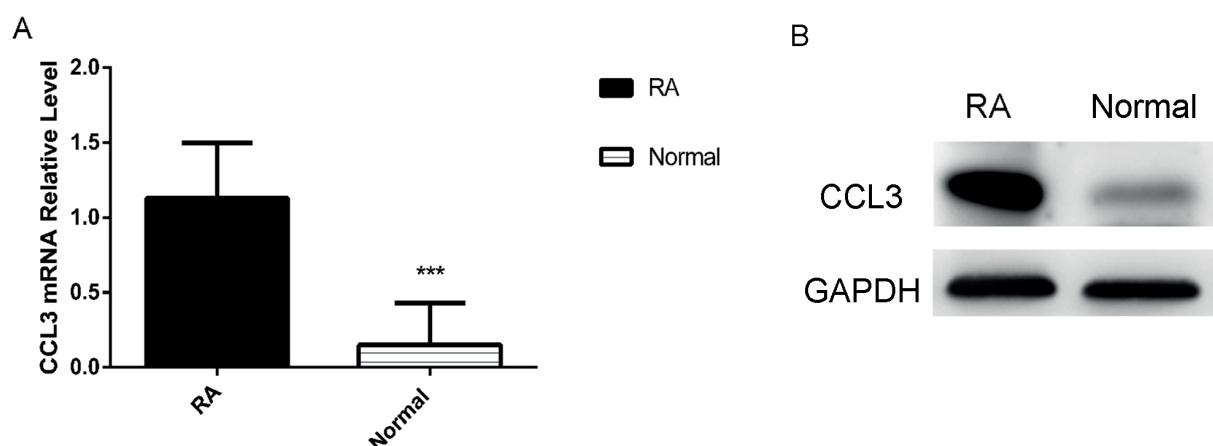 A
CCL3 mRNA Relative Level
2.0
1.5
1.0
0.5
0.0
***
RA
Normal
RA
Normal
B
RA Normal
CCL3
GAPDH